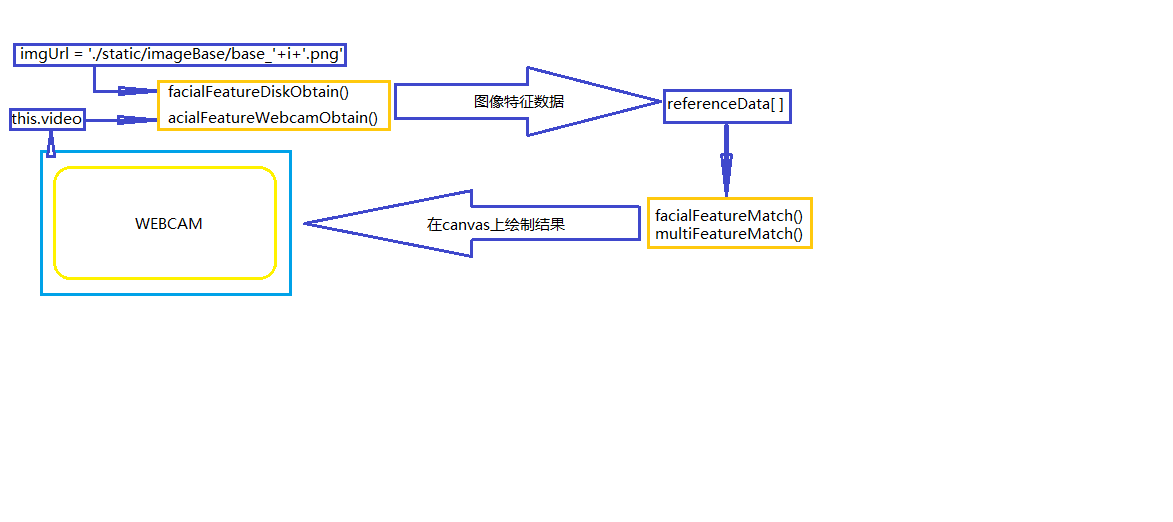 imgUrl = './static/imageBase/base_'+i+'.png'
facialFeatureDiskObtain()
this.video
acialFeatureWebcamObtain()
图像特征数据
referenceData[ ]
WEBCAM
在canvas上绘制结果
facialFeatureMatch()
multiFeatureMatch()